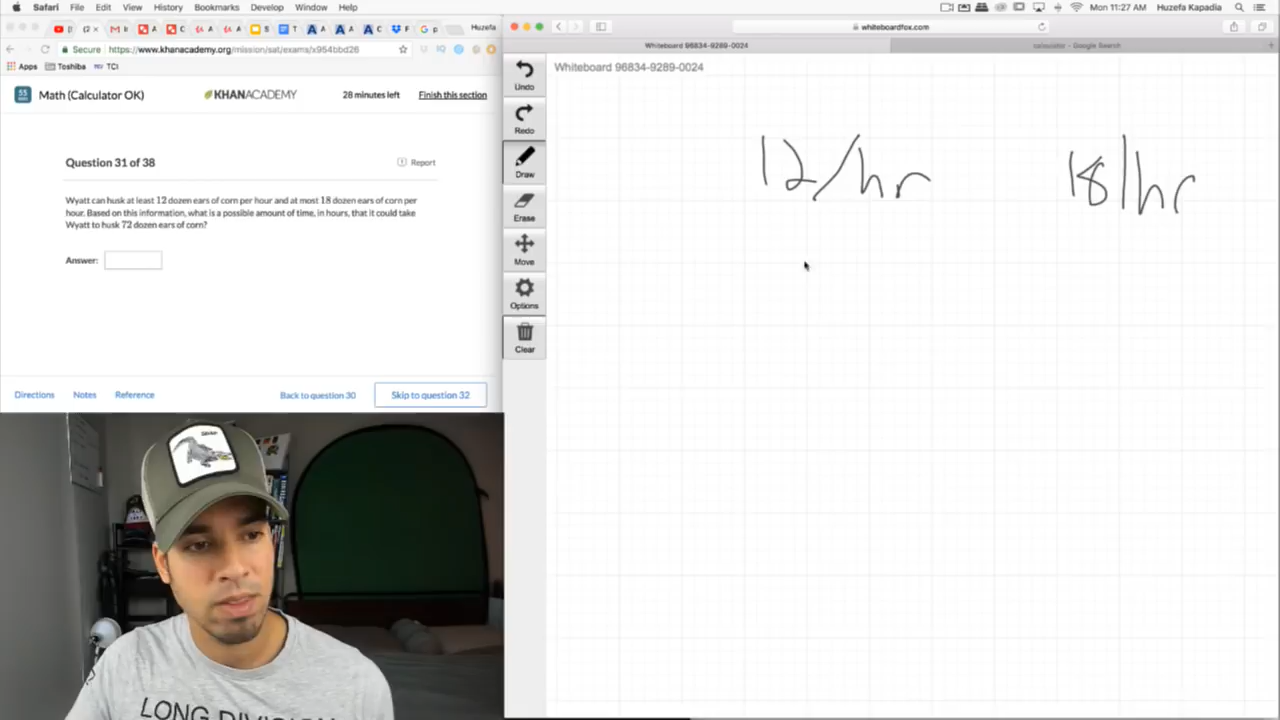 Safari File Edit View History Bookmarks Develop Window Help
Mon 11:27 AM Huzefa Kapadia
Huzefa
Secure https://www.khanacademy.org/mission/sat/exams/x954bbd26
whiteboardfox.com
Apps Toshiba TCI
Whiteboard 96834-9289-0024
calculator - Google Search
Math (Calculator OK)
KHANACADEMY
28 minutes left
Finish this section
Question 31 of 38
Report
Wyatt can husk at least 12 dozen ears of corn per hour and at most 18 dozen ears of corn per
hour. Based on this information, what is a possible amount of time, in hours, that it could take
Wyatt to husk 72 dozen ears of corn?
Answer:
Directions Notes Reference
Back to question 30
Skip to question 32
Whiteboard 96834-9289-0024
Undo
Redo
Draw
Erase
Move
Options
Clear
12/hr
18/hr
LONG DIVISION